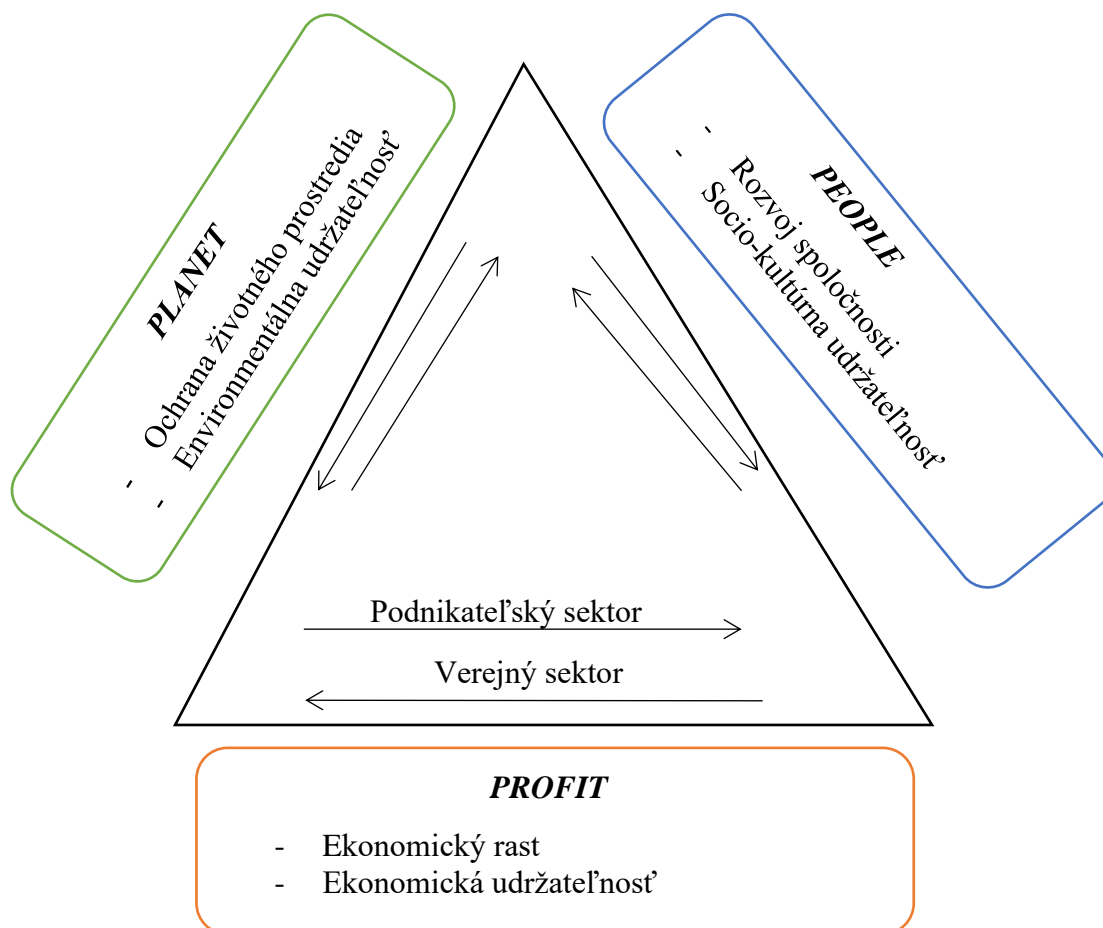 PLANET
- Ochrana životného prostredia
- Environmentálna udržateľnosť
PEOPLE
- Rozvoj spoločnosti
- Socio-kultúrna udržateľnosť
Podnikateľský sektor
Verejný sektor
PROFIT
- Ekonomický rast
- Ekonomická udržateľnosť